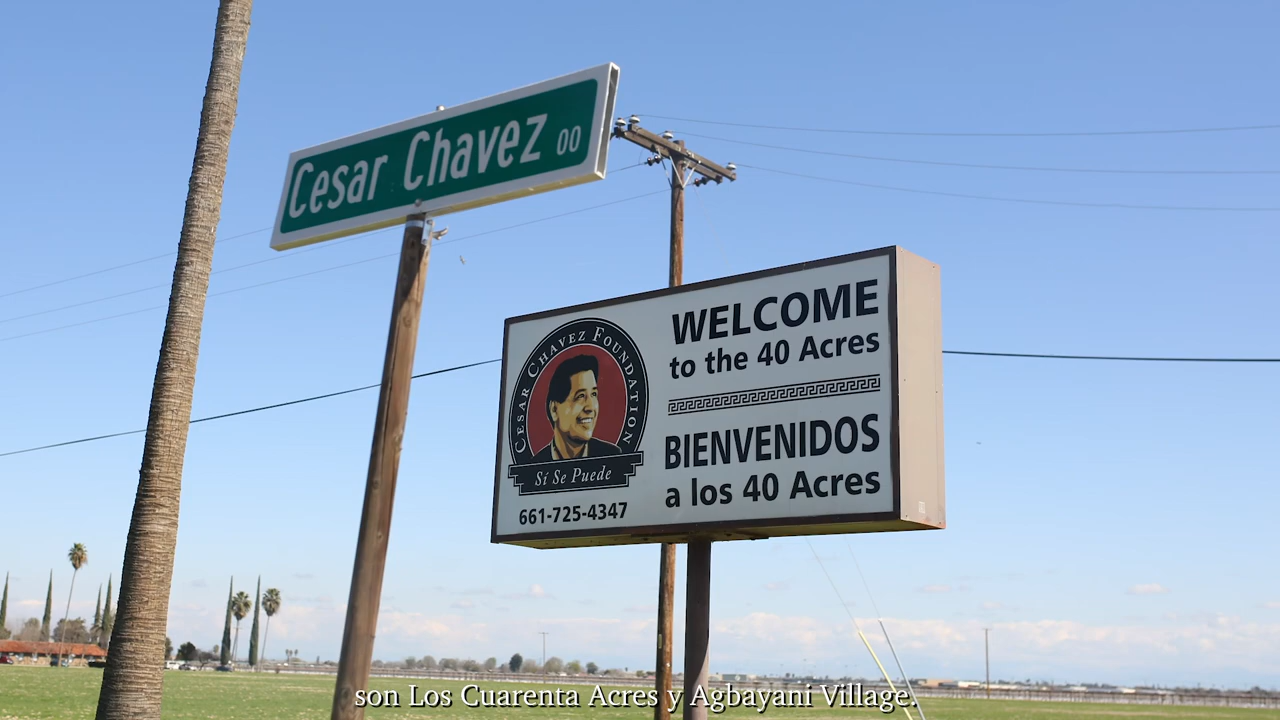 Cesar Chavez 00
CESAR CHAVEZ FOUNDATION
Sí Se Puede
661-725-4347
WELCOME
to the 40 Acres
BIENVENIDOS
a los 40 Acres
son Los Cuarenta Acres y Agbayani Village.